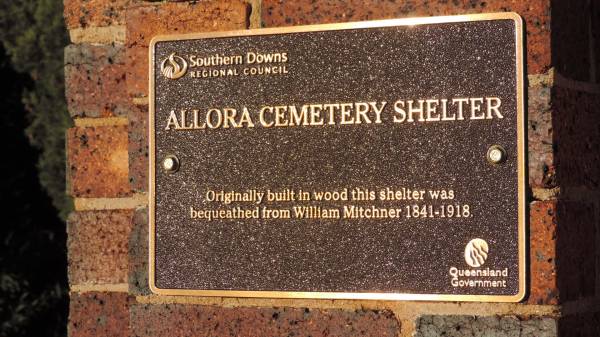 Southern Downs
REGIONAL COUNCIL
ALLORA CEMETERY SHELTER
Originally built in wood this shelter was
bequeathed from William Mitchner 1841-1918.
Queensland
Government